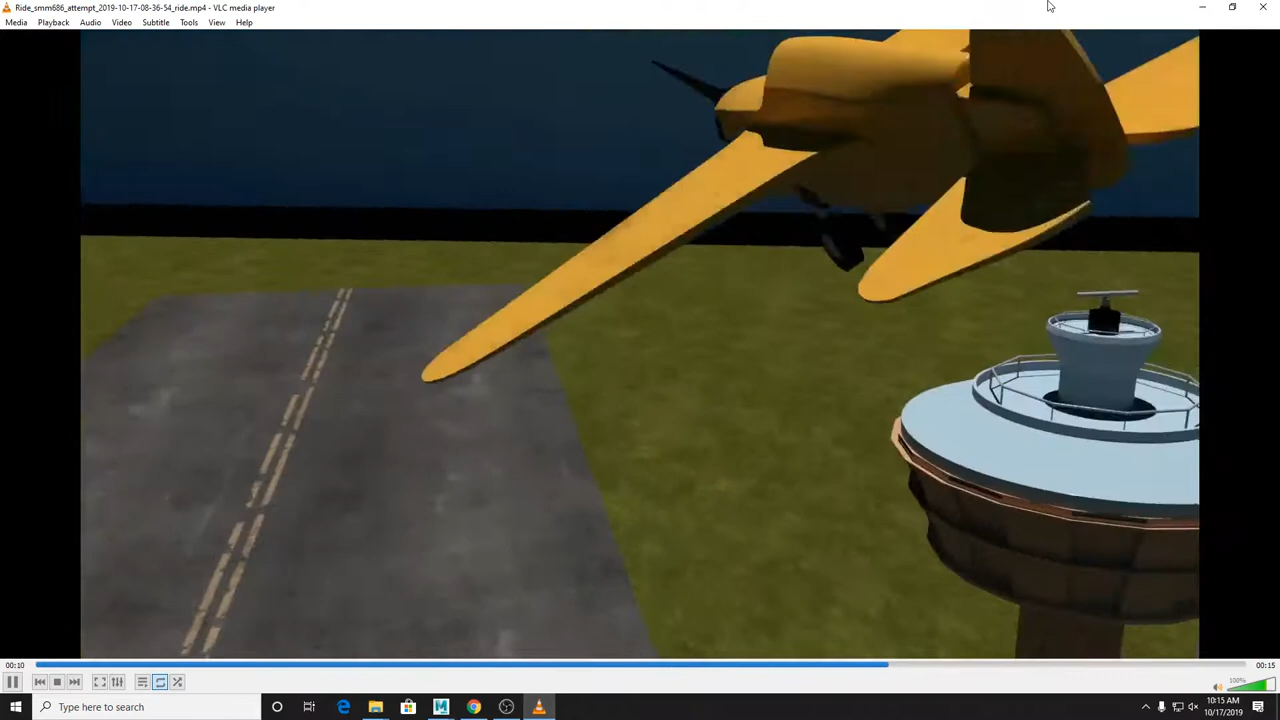 Ride_smm686_attempt_2019-10-17-08-36-54_ride.mp4 - VLC media player
Media Playback Audio Video Subtitle Tools View Help
00:10 00:15
100%
Type here to search
10:15 AM
10/17/2019